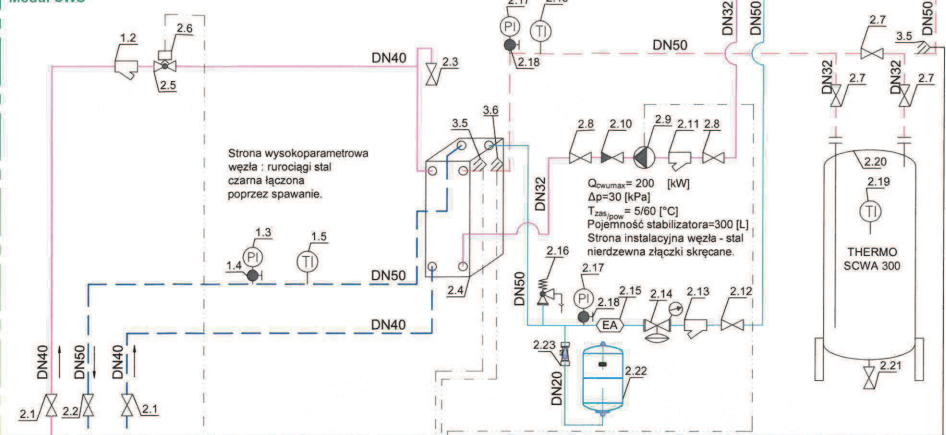 Moduł CWU
2.17
PI
TI
2.18
DN32
DN50
2.7
3.5
DN50
1.2
2.6
2.5
DN40
2.3
DN50
DN32
2.7
DN32
2.7
3.5
3.6
2.8
2.10
2.9
2.11
2.8
Strona wysokoparametrowa
węzła : rurociągi stal
czarna łączona
poprzez spawanie.
DN32
Qcwumax= 200 [kW]
Δp=30 [kPa]
Tzas/pow= 5/60 [°C]
Pojemność stabilizatora=300 [L]
Strona instalacyjna węzła - stal
nierdzewna złączki skręcane.
2.20
2.19
TI
THERMO
SCWA 300
1.3
PI
1.4
1.5
TI
DN50
2.4
DN50
2.16
2.17
PI
2.18
2.15
EA
2.14
2.13
2.12
DN40
2.23
DN20
2.22
2.21
DN40
DN50
DN40
2.1
2.2
2.1